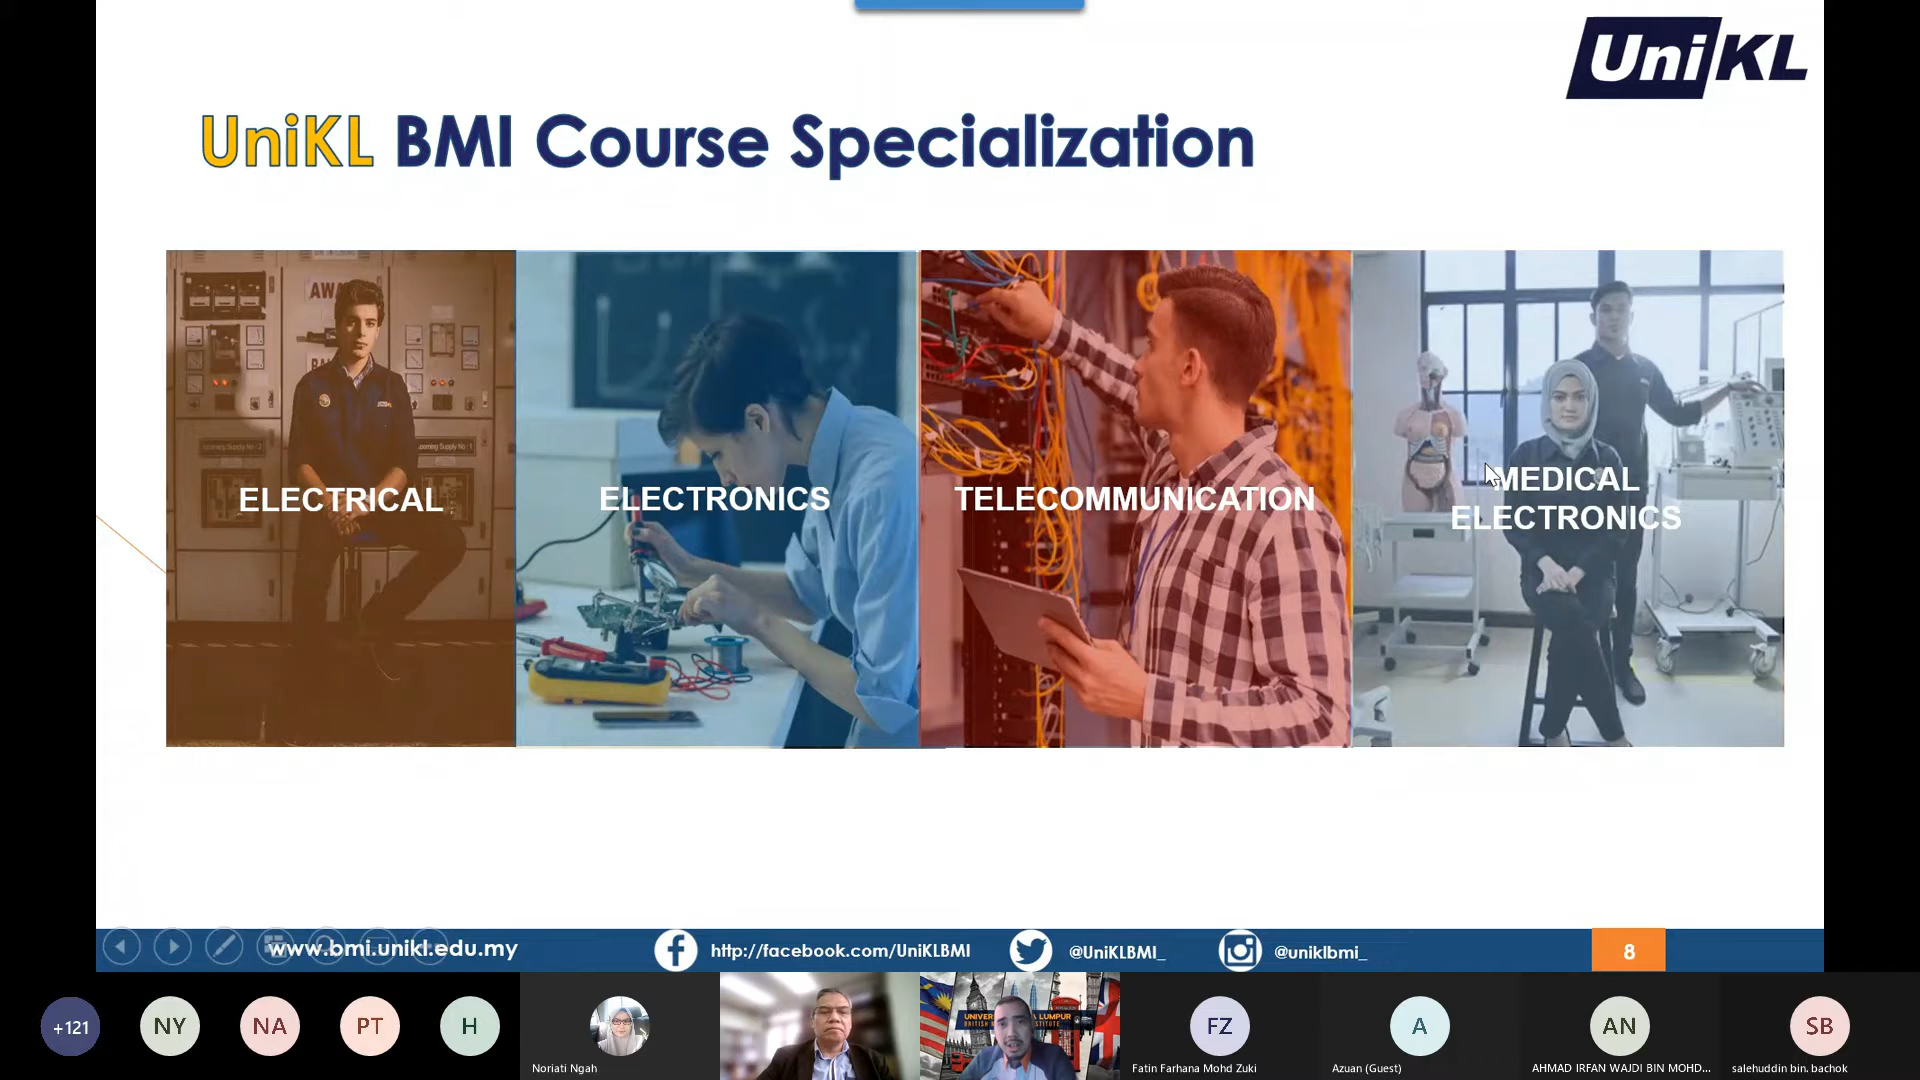 UniKL
UniKL BMI Course Specialization
AWA
ELECTRICAL
ELECTRONICS
TELECOMMUNICATION
MEDICAL
ELECTRONICS
www.bmi.unikl.edu.my
http://facebook.com/UniKLBMI
@UniKLBMI_
@uniklbmi_
8
+121
NY
NA
PT
H
Noriati Ngah
FZ
Fatin Farhana Mohd Zuki
A
Azuan (Guest)
AN
AHMAD IRFAN WAJDI BIN MOHD...
SB
salehuddin bin. bachok